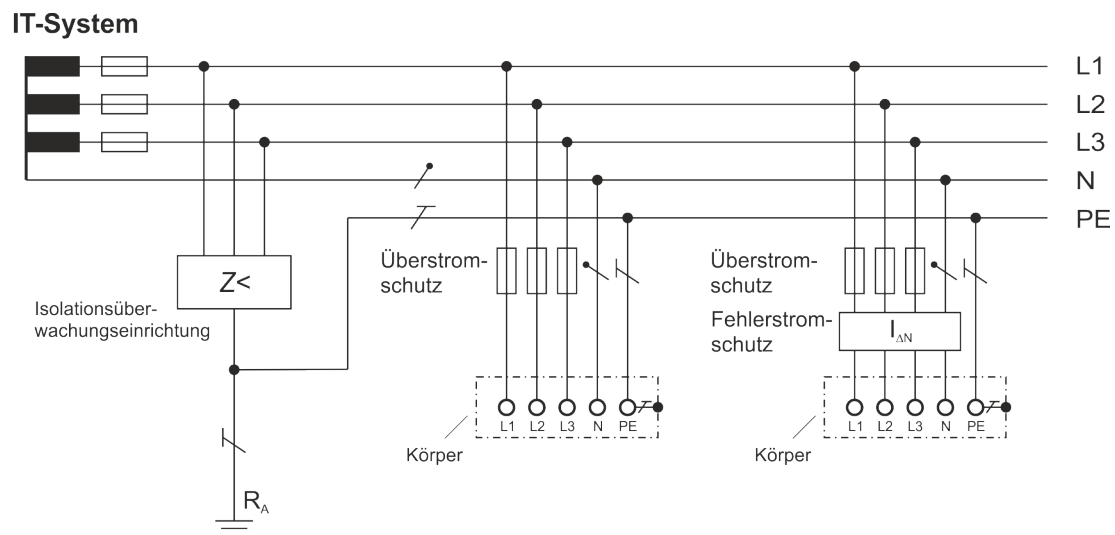 IT-System
L1
L2
L3
N
PE
Überstrom-
schutz
Überstrom-
schutz
Z<
Isolationsüber-
wachungseinrichtung
Fehlerstrom-
schutz
I∆N
L1 L2 L3 N PE
L1 L2 L3 N PE
Körper
Körper
RA